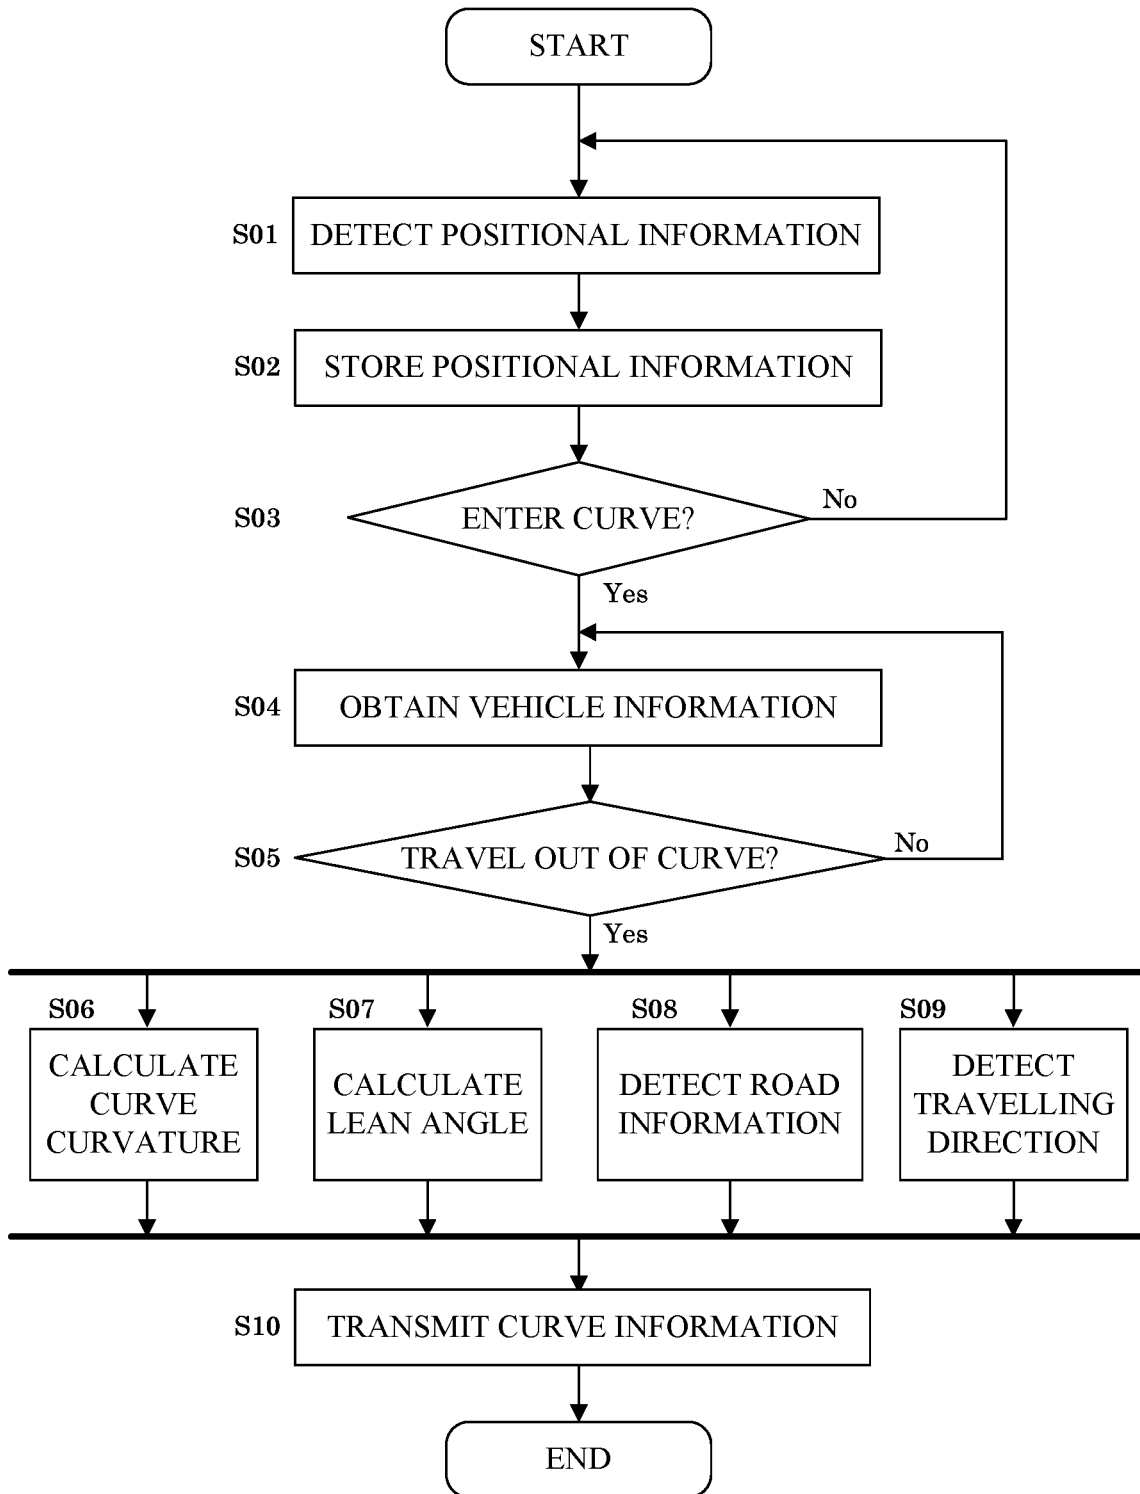 START
S01
DETECT POSITIONAL INFORMATION
S02
STORE POSITIONAL INFORMATION
S03
ENTER CURVE?
No
Yes
S04
OBTAIN VEHICLE INFORMATION
S05
TRAVEL OUT OF CURVE?
No
Yes
S06
CALCULATE
CURVE
CURVATURE
S07
CALCULATE
LEAN ANGLE
S08
DETECT ROAD
INFORMATION
S09
DETECT
TRAVELLING
DIRECTION
S10
TRANSMIT CURVE INFORMATION
END